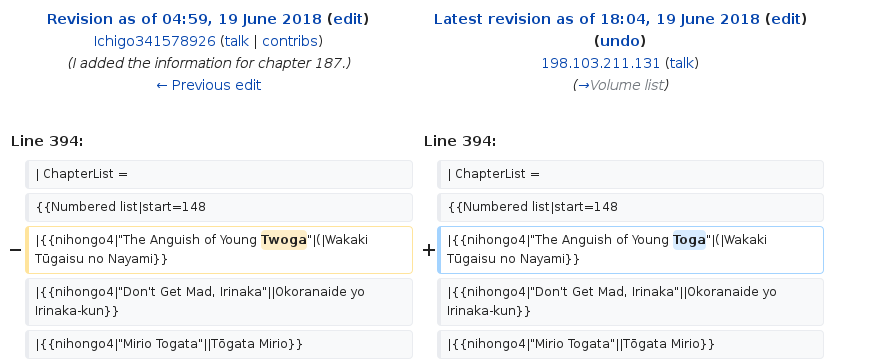 Revision as of 04:59, 19 June 2018 (edit)
Ichigo341578926 (talk | contribs)
(I added the information for chapter 187.)
← Previous edit
Latest revision as of 18:04, 19 June 2018 (edit)
(undo)
198.103.211.131 (talk)
(→Volume list)
Line 394:
Line 394:
| ChapterList =
| ChapterList =
{{Numbered list|start=148
{{Numbered list|start=148
− |{{nihongo4|"The Anguish of Young Twoga"|(|Wakaki
Tūgaisu no Nayami}}
+ |{{nihongo4|"The Anguish of Young Toga"|(|Wakaki
Tūgaisu no Nayami}}
|{{nihongo4|"Don't Get Mad, Irinaka"||Okoranaide yo
Irinaka-kun}}
|{{nihongo4|"Don't Get Mad, Irinaka"||Okoranaide yo
Irinaka-kun}}
|{{nihongo4|"Mirio Togata"||Tōgata Mirio}}
|{{nihongo4|"Mirio Togata"||Tōgata Mirio}}